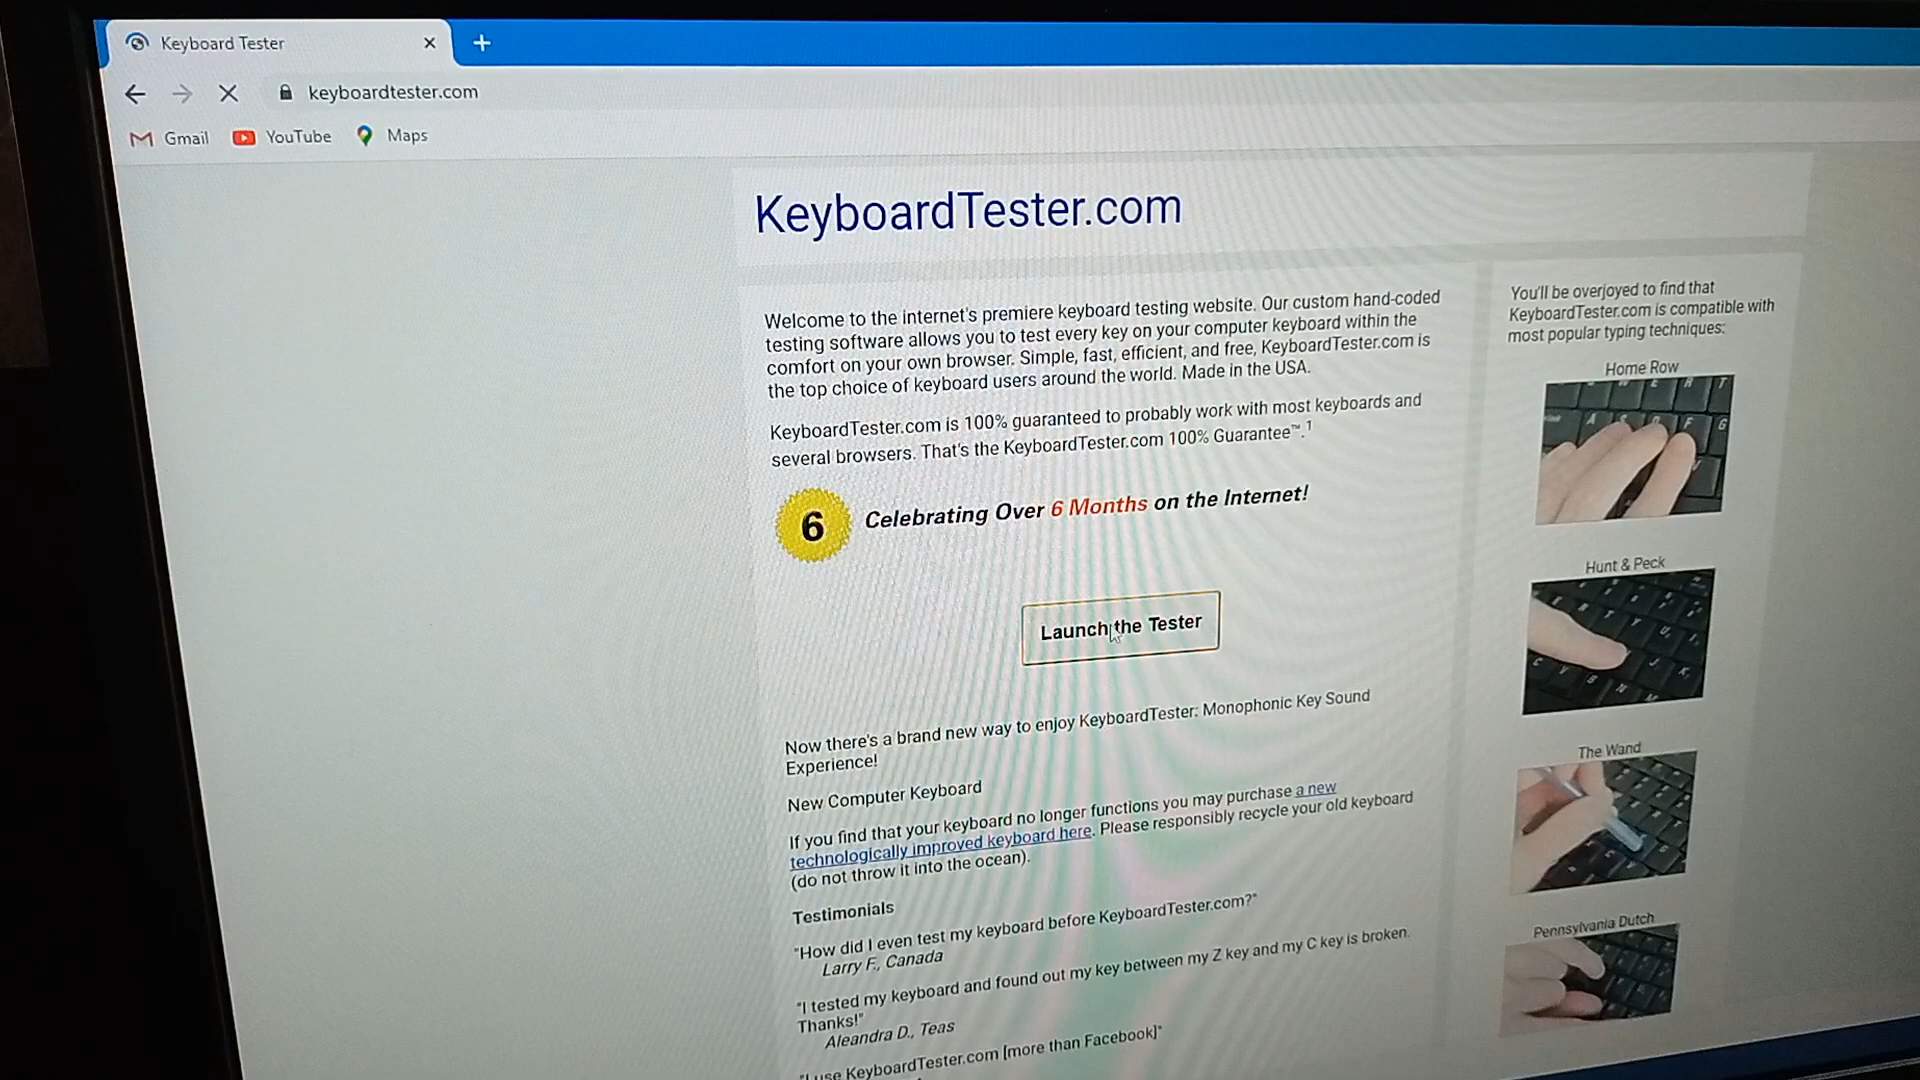 Keyboard Tester
keyboardtester.com
Gmail YouTube Maps
KeyboardTester.com
Welcome to the internet's premiere keyboard testing website. Our custom hand-coded
testing software allows you to test every key on your computer keyboard within the
comfort on your own browser. Simple, fast, efficient, and free, KeyboardTester.com is
the top choice of keyboard users around the world. Made in the USA.
KeyboardTester.com is 100% guaranteed to probably work with most keyboards and
several browsers. That's the KeyboardTester.com 100% Guarantee™.¹
6
Celebrating Over 6 Months on the Internet!
Launch the Tester
Now there's a brand new way to enjoy KeyboardTester: Monophonic Key Sound
Experience!
New Computer Keyboard
If you find that your keyboard no longer functions you may purchase a new
technologically improved keyboard here. Please responsibly recycle your old keyboard
(do not throw it into the ocean).
Testimonials
"How did I even test my keyboard before KeyboardTester.com?"
Larry F., Canada
"I tested my keyboard and found out my key between my Z key and my C key is broken.
Thanks!"
Aleandra D., Teas
"I use KeyboardTester.com [more than Facebook]"
You'll be overjoyed to find that
KeyboardTester.com is compatible with
most popular typing techniques:
Home Row
Hunt & Peck
The Wand
Pennsylvania Dutch